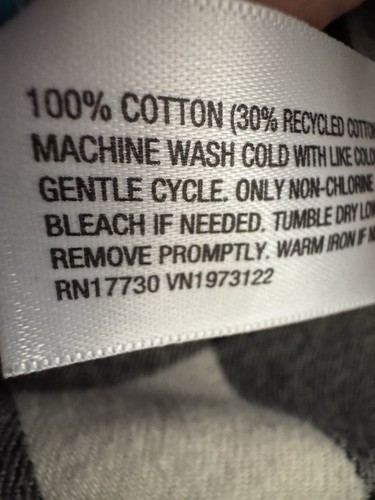 100% COTTON (30% RECYCLED COTTON
MACHINE WASH COLD WITH LIKE
GENTLE CYCLE. ONLY NON-CHLORINE
BLEACH IF NEEDED. TUMBLE DRY LOW
REMOVE PROMPTLY. WARM IRON IF
RN17730 VN1973122